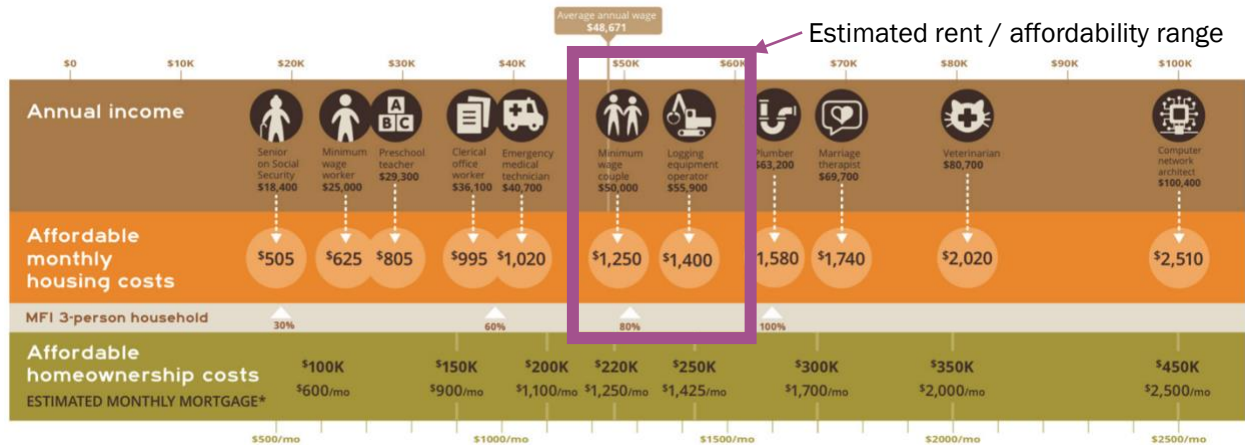 Average annual wage
$48,671
Estimated rent / affordability range
$0 $10K $20K $30K $40K $50K $60K $70K $80K $90K $100K
Annual income
Senior
on Social
Security
$18,400
Minimum
wage
worker
$25,000
A
B C
Preschool
teacher
$29,300
Clerical
office
worker
$36,100
Emergency
medical
technician
$40,700
Minimum
wage
couple
$50,000
Logging
equipment
operator
$55,900
Plumber
$63,200
Marriage
therapist
$69,700
Veterinarian
$80,700
Computer
network
architect
$100,400
Affordable
monthly
housing costs
$505 $625 $805 $995 $1,020 $1,250 $1,400 1,580 $1,740 $2,020 $2,510
MFI 3-person household
30% 60% 80% 100%
Affordable
homeownership costs
ESTIMATED MONTHLY MORTGAGE*
$100K $150K $200K $220K $250K $300K $350K $450K
$600/mo $900/mo $1,100/mo $1,250/mo $1,425/mo $1,700/mo $2,000/mo $2,500/mo
$500/mo $1000/mo $1500/mo $2000/mo $2500/mo